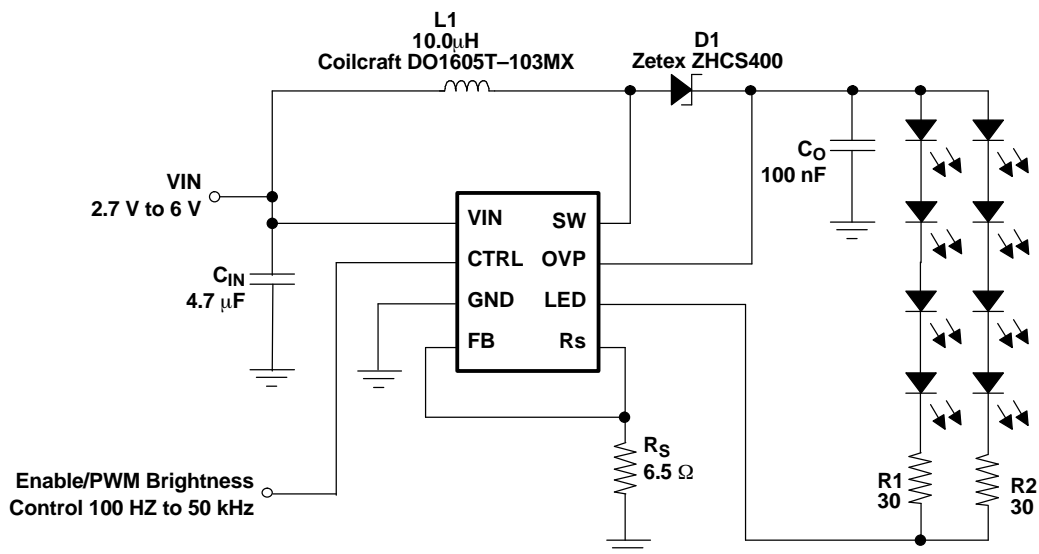 L1
10.0μH
Coilcraft DO1605T–103MX
D1
Zetex ZHCS400
CO
100 nF
VIN
2.7 V to 6 V
CIN
4.7 μF
VIN
SW
CTRL
OVP
GND
LED
FB
Rs
RS
6.5 Ω
Enable/PWM Brightness
Control 100 HZ to 50 kHz
R1
30
R2
30